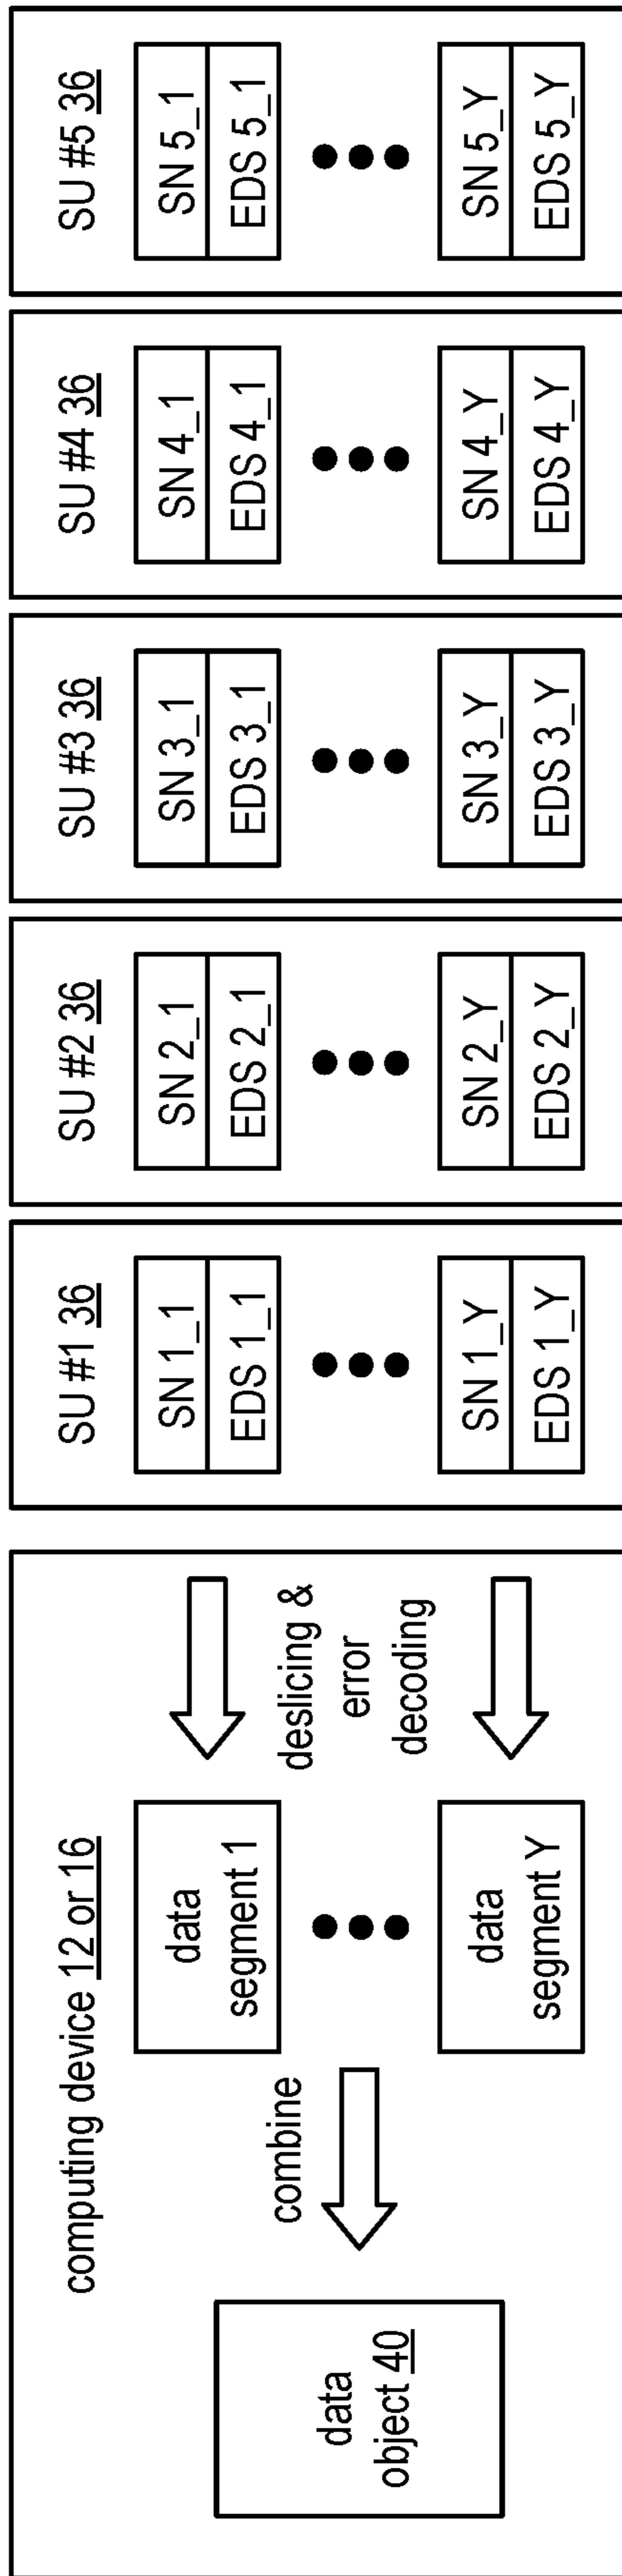 computing device 12 or 16
data
object 40
combine
data
segment 1
data
segment Y
deslicing &
error
decoding
SU #1 36
SN 1_1
EDS 1_1
SN 1_Y
EDS 1_Y
SU #2 36
SN 2_1
EDS 2_1
SN 2_Y
EDS 2_Y
SU #3 36
SN 3_1
EDS 3_1
SN 3_Y
EDS 3_Y
SU #4 36
SN 4_1
EDS 4_1
SN 4_Y
EDS 4_Y
SU #5 36
SN 5_1
EDS 5_1
SN 5_Y
EDS 5_Y